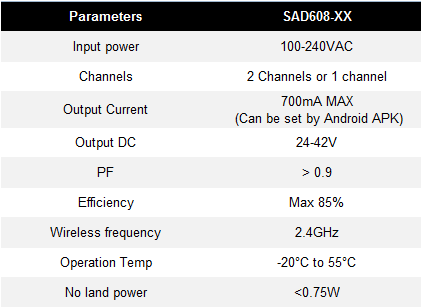 Parameters SAD608-XX
Input power 100-240VAC
Channels 2 Channels or 1 channel
Output Current 700mA MAX
(Can be set by Android APK)
Output DC 24-42V
PF > 0.9
Efficiency Max 85%
Wireless frequency 2.4GHz
Operation Temp -20°C to 55°C
No land power <0.75W